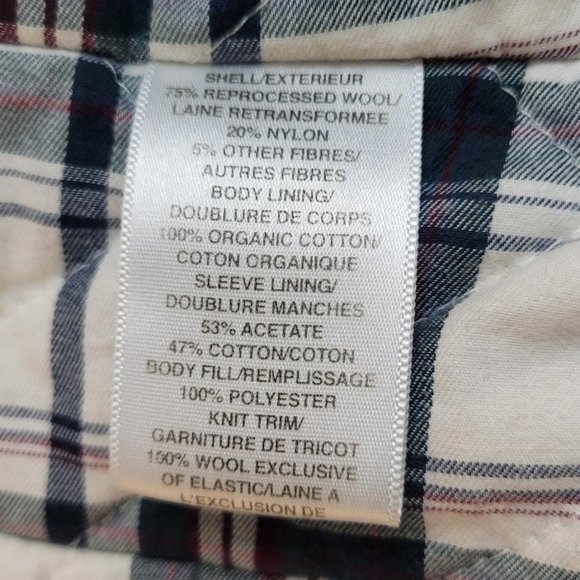 SHELL/EXTERIEUR
75% REPROCESSED WOOL/
LAINE RETRANSFORMEE
20% NYLON
5% OTHER FIBRES/
AUTRES FIBRES
BODY LINING/
DOUBLURE DE CORPS
100% ORGANIC COTTON/
COTON ORGANIQUE
SLEEVE LINING/
DOUBLURE MANCHES
53% ACETATE
47% COTTON/COTON
BODY FILL/REMPLISSAGE
100% POLYESTER
KNIT TRIM/
GARNITURE DE TRICOT
100% WOOL EXCLUSIVE
OF ELASTIC/LAINE A
L'EXCLUSION DE